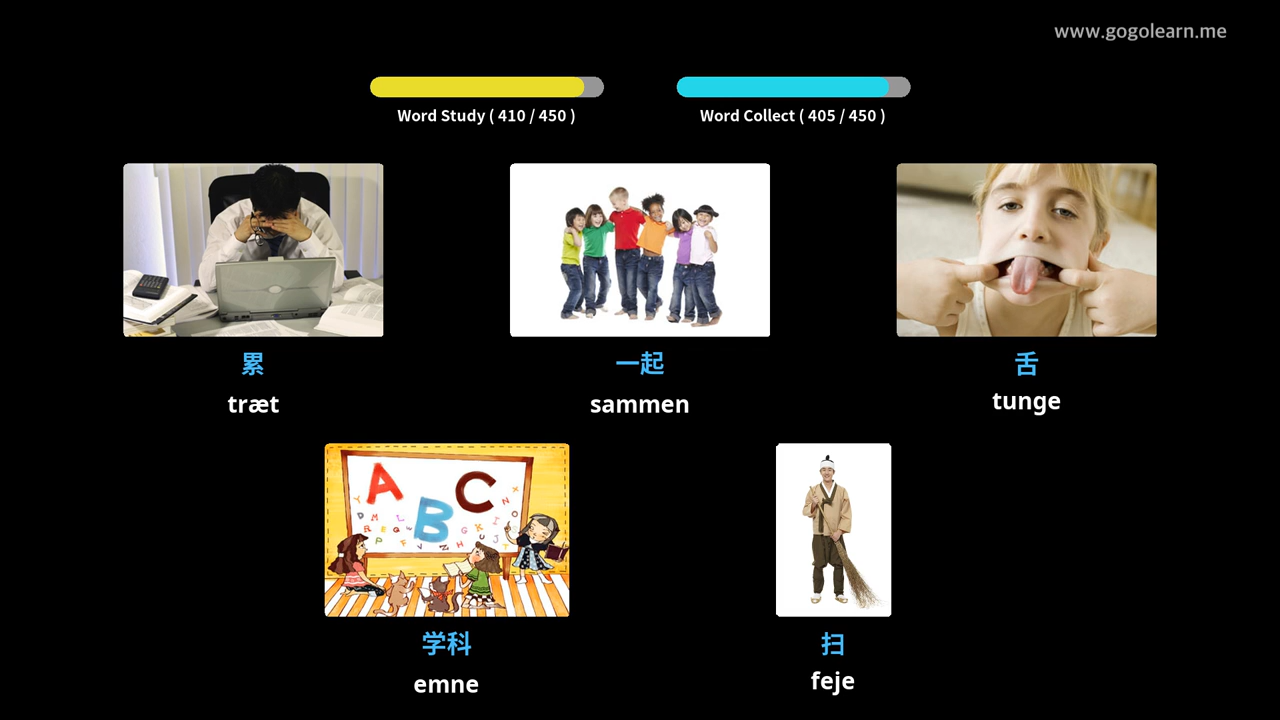 www.gogolearn.me
Word Study ( 410 / 450 )
Word Collect ( 405 / 450 )
累
一起
舌
træt
sammen
tunge
A B C
学科
扫
emne
feje